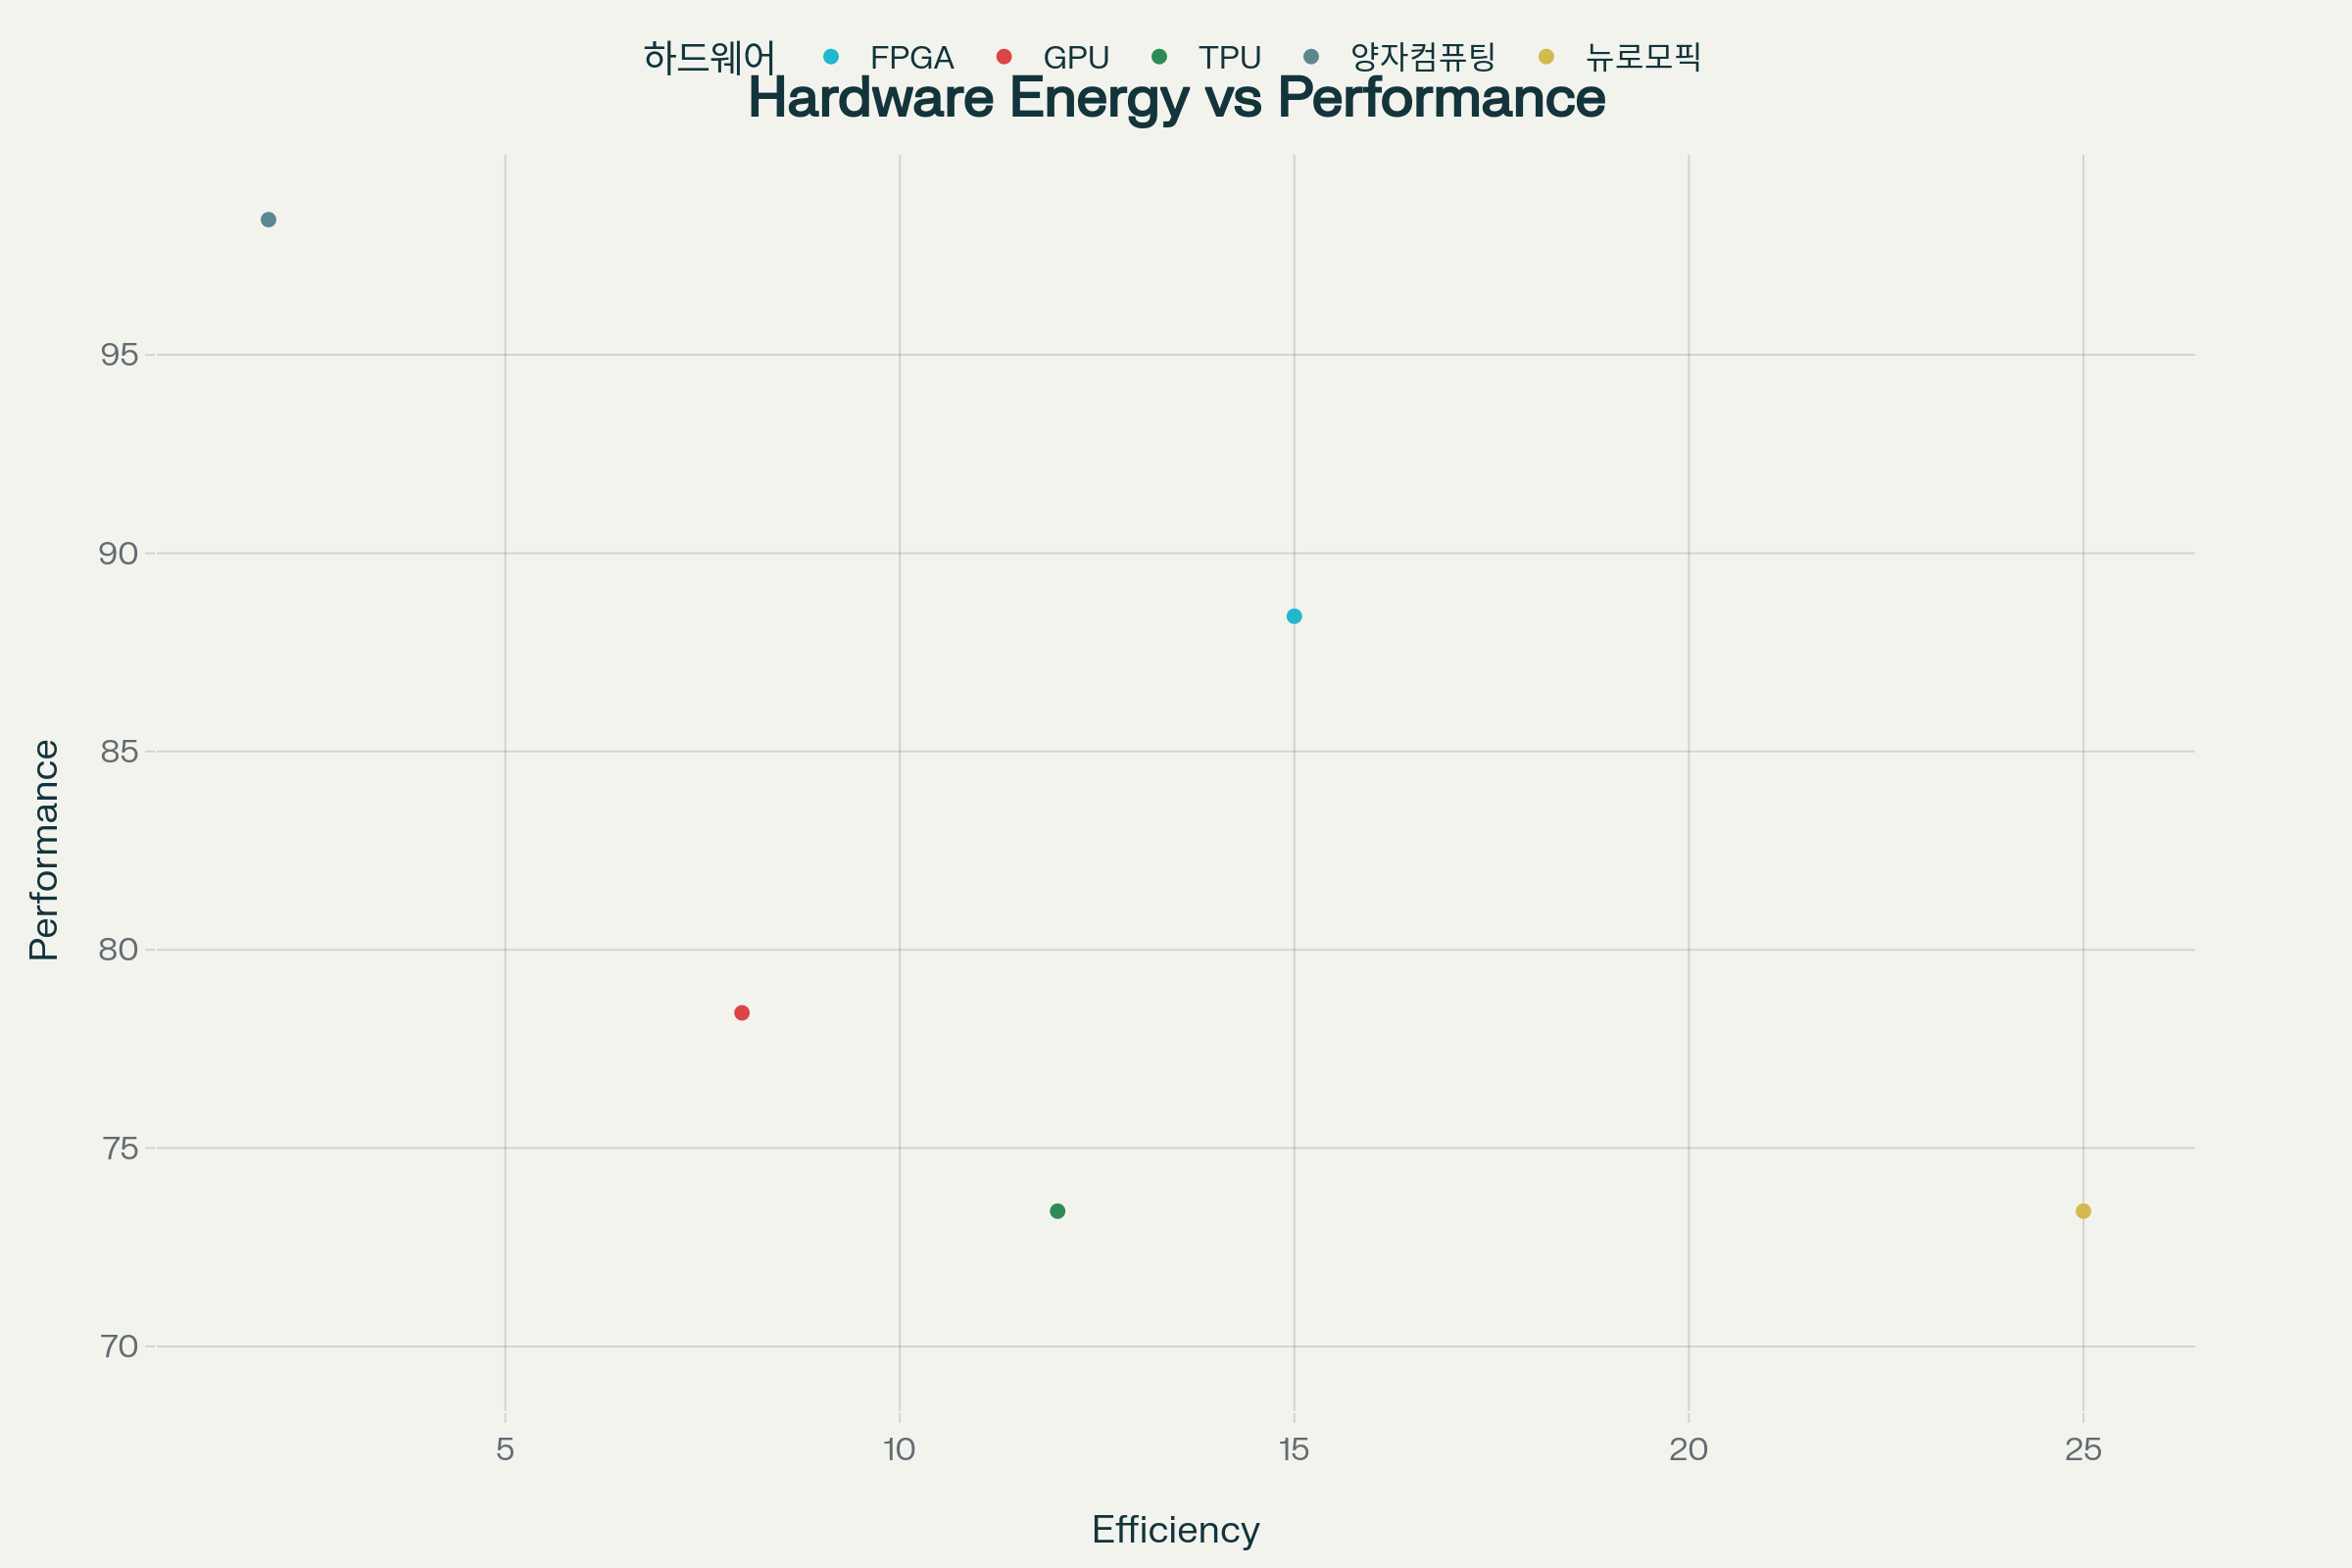 하드웨어 FPGA GPU TPU 양자컴퓨팅 뉴로모픽
Hardware Energy vs Performance
95
90
85
80
75
70
Performance
5 10 15 20 25
Efficiency